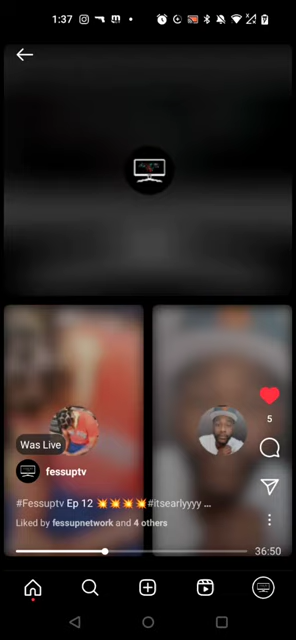 1:37
Was Live
fessuptv
#Fessuptv Ep 12 💥💥💥💥#itsearlyyyy ...
5
Liked by fessupnetwork and 4 others
36:50